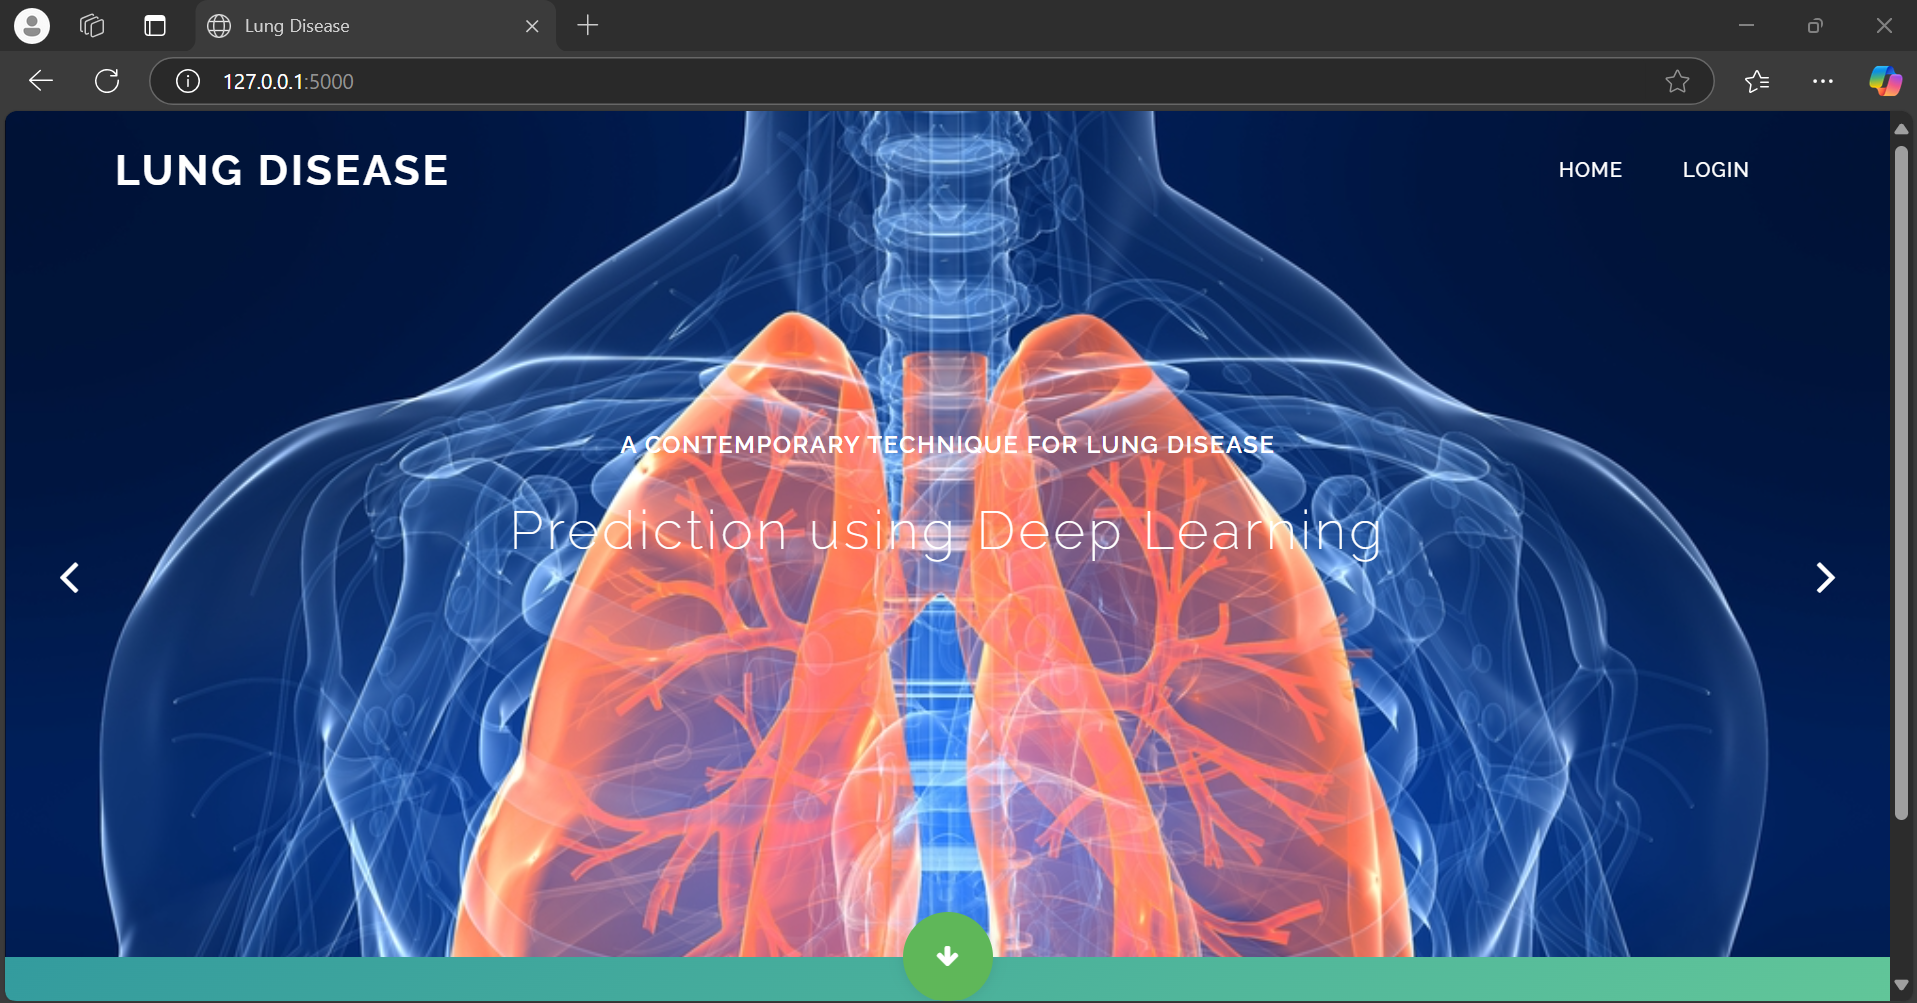 Lung Disease
127.0.0.1:5000
LUNG DISEASE
HOME LOGIN
A CONTEMPORARY TECHNIQUE FOR LUNG DISEASE
Prediction using Deep Learning